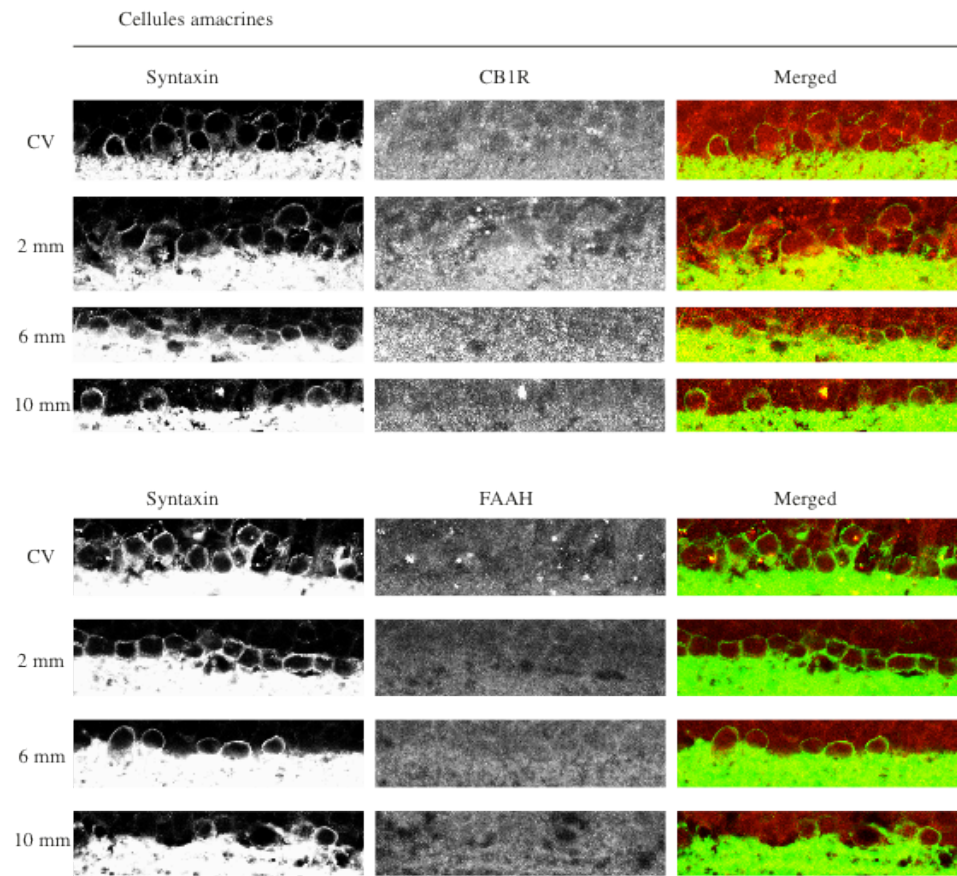 Cellules amacrines
Syntaxin CB1R Merged
CV
2 mm
6 mm
10 mm
Syntaxin FAAH Merged
CV
2 mm
6 mm
10 mm